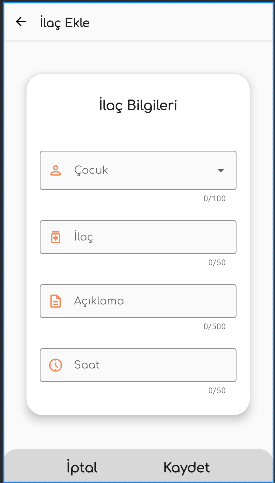 İlaç Ekle
İlaç Bilgileri
Çocuk
0/100
İlaç
0/50
Açıklama
0/500
Saat
0/50
İptal
Kaydet